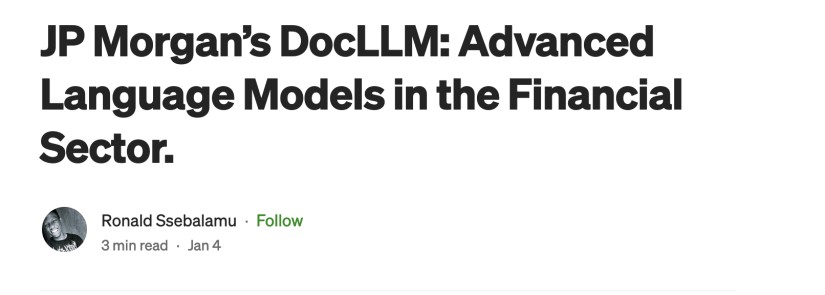 JP Morgan’s DocLLM: Advanced
Language Models in the Financial
Sector.
Ronald Ssebalamu · Follow
3 min read · Jan 4